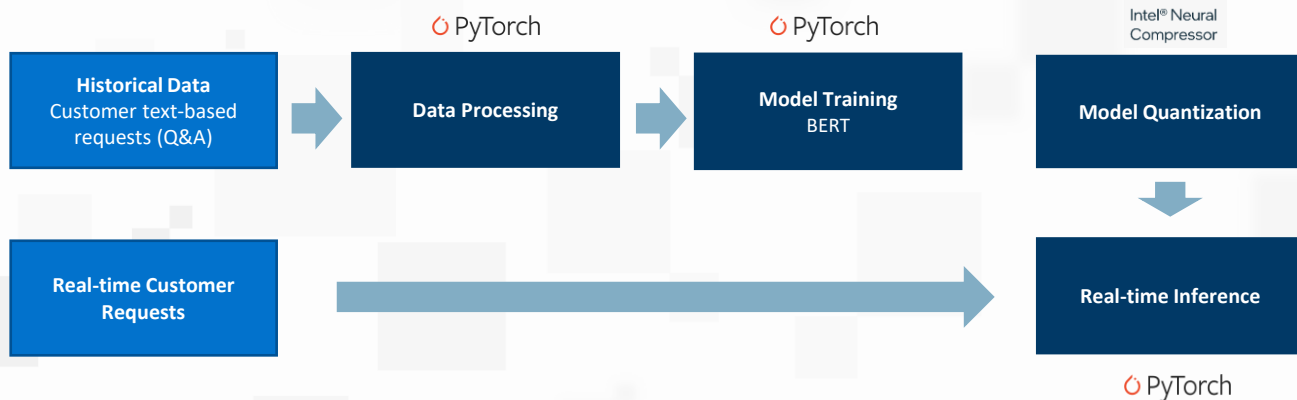 PyTorch
PyTorch
Intel® Neural
Compressor
Historical Data
Customer text-based
requests (Q&A)
Data Processing
Model Training
BERT
Model Quantization
Real-time Customer
Requests
Real-time Inference
PyTorch